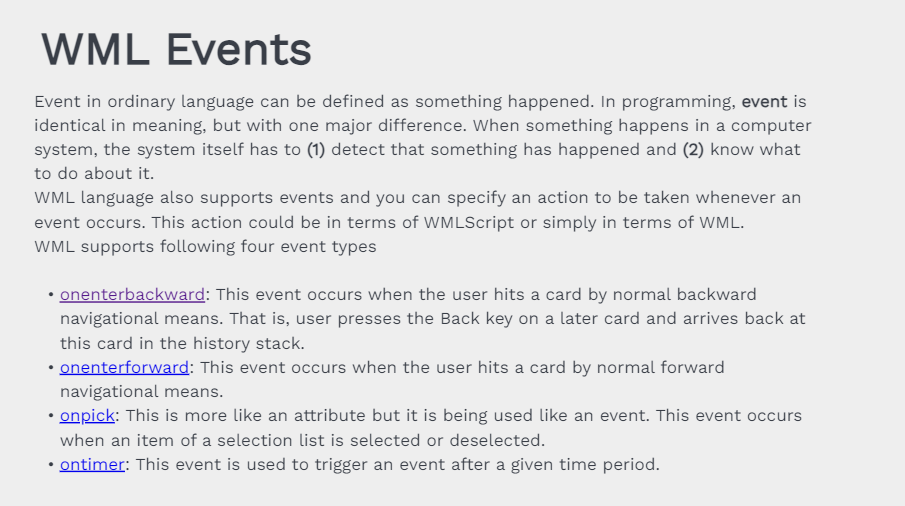 WML Events
Event in ordinary language can be defined as something happened. In programming, event is
identical in meaning, but with one major difference. When something happens in a computer
system, the system itself has to (1) detect that something has happened and (2) know what
to do about it.
WML language also supports events and you can specify an action to be taken whenever an
event occurs. This action could be in terms of WMLScript or simply in terms of WML.
WML supports following four event types
• onenterbackward: This event occurs when the user hits a card by normal backward
navigational means. That is, user presses the Back key on a later card and arrives back at
this card in the history stack.
• onenterforward: This event occurs when the user hits a card by normal forward
navigational means.
• onpick: This is more like an attribute but it is being used like an event. This event occurs
when an item of a selection list is selected or deselected.
• ontimer: This event is used to trigger an event after a given time period.